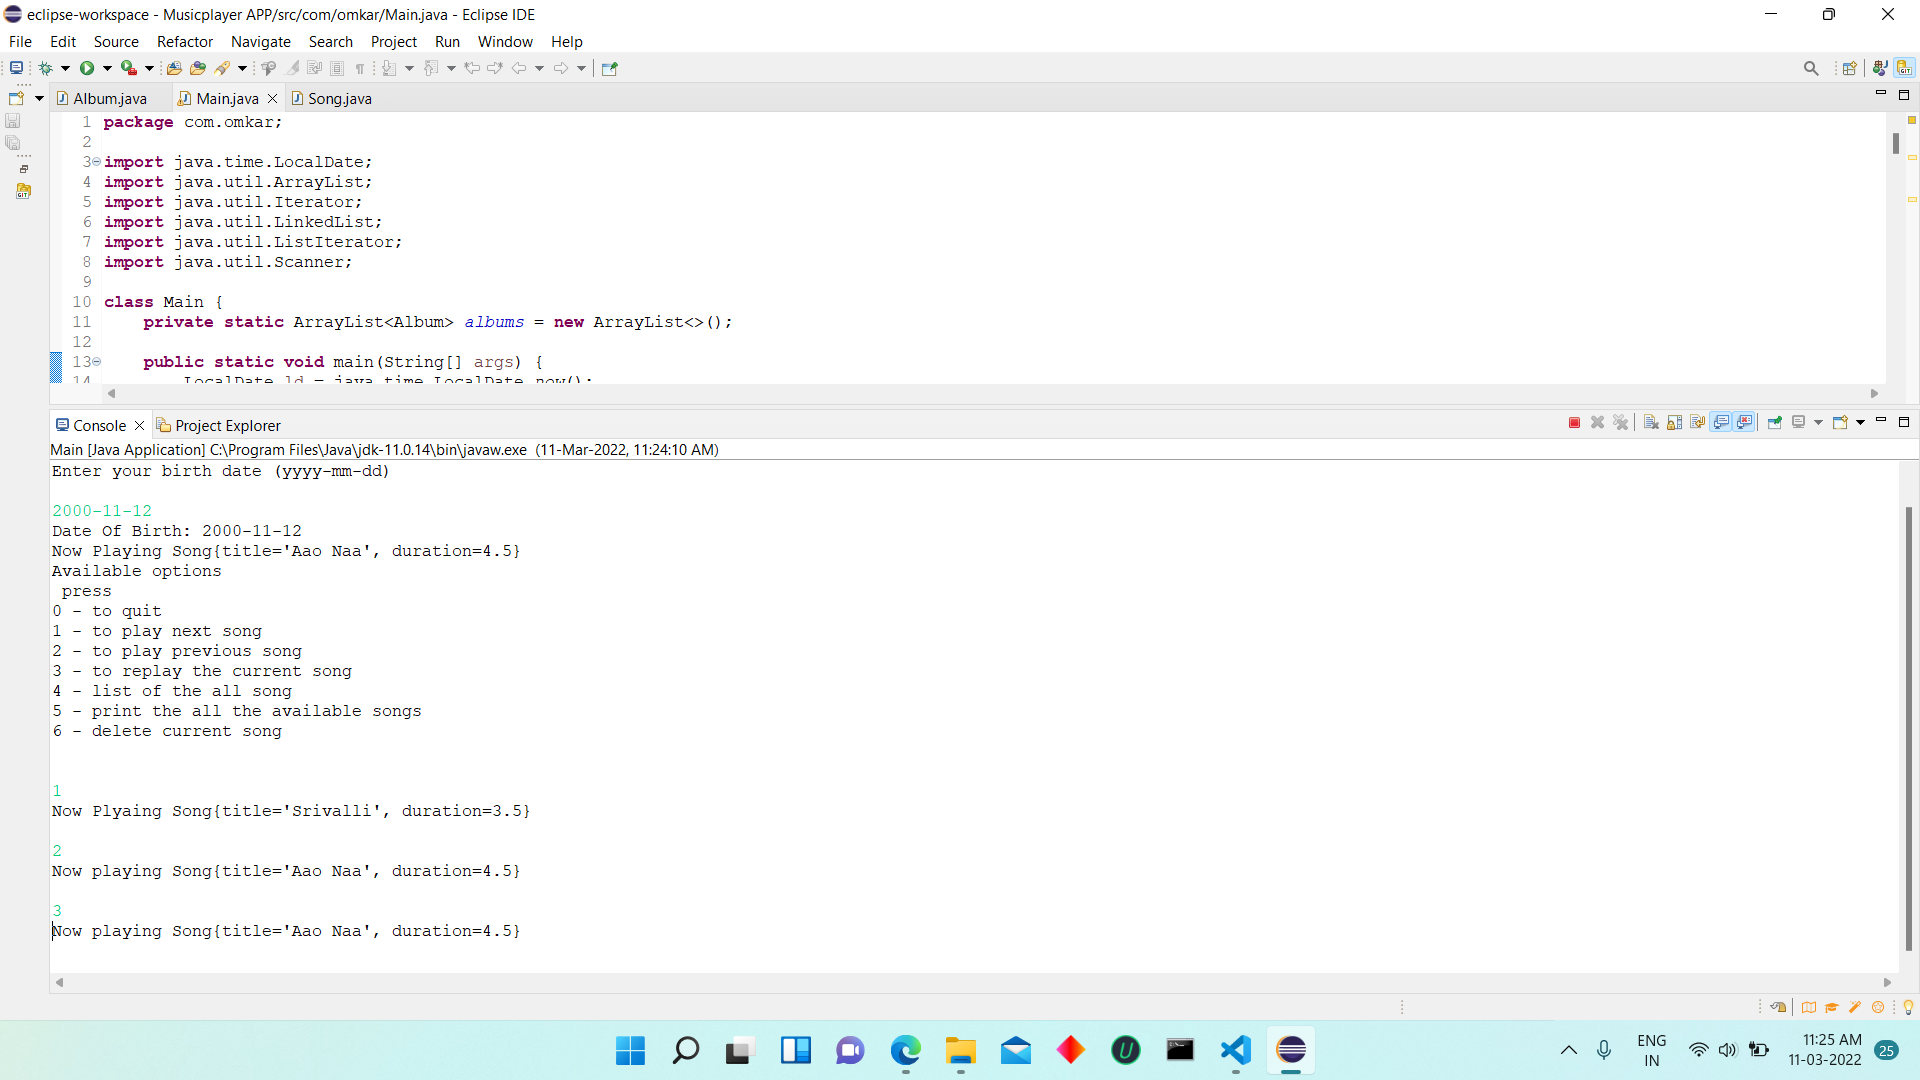 eclipse-workspace - Musicplayer APP/src/com/omkar/Main.java - Eclipse IDE
File Edit Source Refactor Navigate Search Project Run Window Help
Album.java Main.java Song.java
1 package com.omkar;
2
3 import java.time.LocalDate;
4 import java.util.ArrayList;
5 import java.util.Iterator;
6 import java.util.LinkedList;
7 import java.util.ListIterator;
8 import java.util.Scanner;
9
10 class Main {
11 private static ArrayList<Album> albums = new ArrayList<>();
12
13 public static void main(String[] args) {
14 LocalDate ld = java.time.LocalDate.now();
Console Project Explorer
Main [Java Application] C:\Program Files\Java\jdk-11.0.14\bin\javaw.exe (11-Mar-2022, 11:24:10 AM)
Enter your birth date (yyyy-mm-dd)
2000-11-12
Date Of Birth: 2000-11-12
Now Playing Song{title='Aao Naa', duration=4.5}
Available options
press
0 - to quit
1 - to play next song
2 - to play previous song
3 - to replay the current song
4 - list of the all song
5 - print the all the available songs
6 - delete current song
1
Now Plyaing Song{title='Srivalli', duration=3.5}
2
Now playing Song{title='Aao Naa', duration=4.5}
3
Now playing Song{title='Aao Naa', duration=4.5}
ENG
IN
11:25 AM
11-03-2022
25